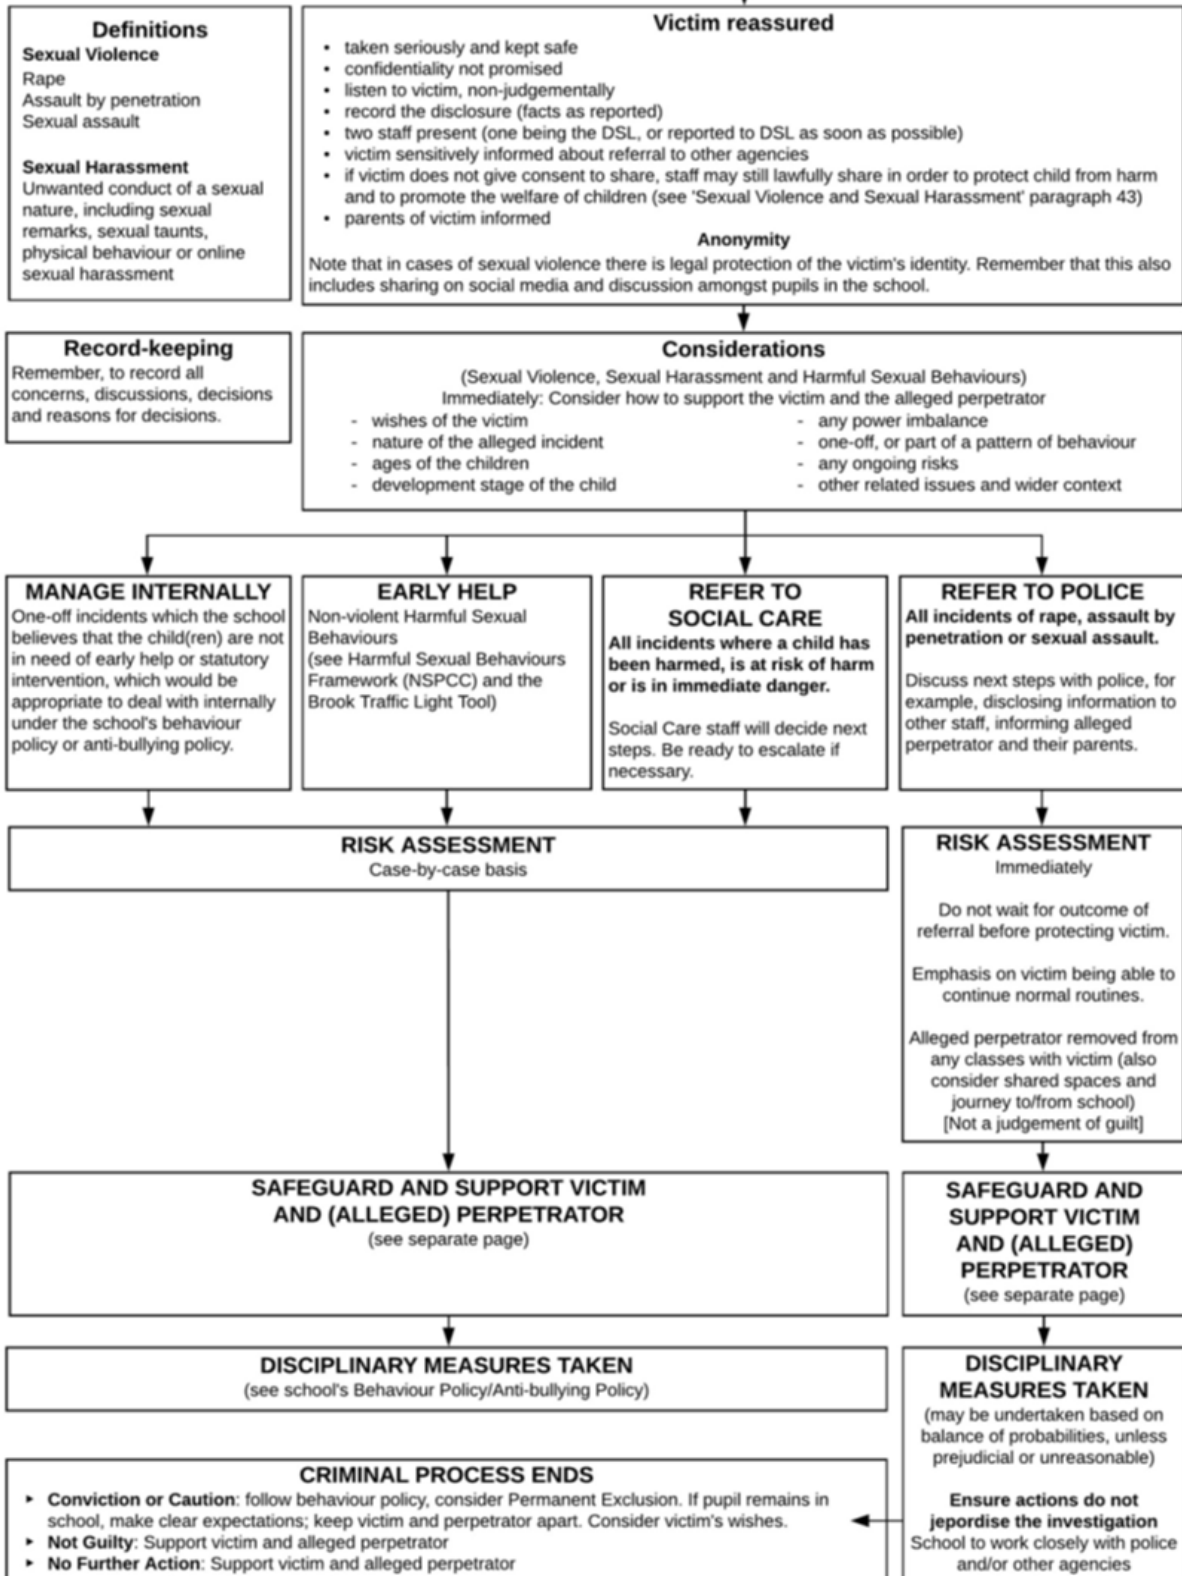 Definitions
Sexual Violence
Rape
Assault by penetration
Sexual assault
Sexual Harassment
Unwanted conduct of a sexual
nature, including sexual
remarks, sexual taunts,
physical behaviour or online
sexual harassment
Victim reassured
• taken seriously and kept safe
• confidentiality not promised
• listen to victim, non-judgementally
• record the disclosure (facts as reported)
• two staff present (one being the DSL, or reported to DSL as soon as possible)
• victim sensitively informed about referral to other agencies
• if victim does not give consent to share, staff may still lawfully share in order to protect child from harm
and to promote the welfare of children (see 'Sexual Violence and Sexual Harassment' paragraph 43)
• parents of victim informed
Anonymity
Note that in cases of sexual violence there is legal protection of the victim's identity. Remember that this also
includes sharing on social media and discussion amongst pupils in the school.
Record-keeping
Remember, to record all
concerns, discussions, decisions
and reasons for decisions.
Considerations
(Sexual Violence, Sexual Harassment and Harmful Sexual Behaviours)
Immediately: Consider how to support the victim and the alleged perpetrator
- wishes of the victim
- nature of the alleged incident
- ages of the children
- development stage of the child
- any power imbalance
- one-off, or part of a pattern of behaviour
- any ongoing risks
- other related issues and wider context
MANAGE INTERNALLY
One-off incidents which the school
believes that the child(ren) are not
in need of early help or statutory
intervention, which would be
appropriate to deal with internally
under the school's behaviour
policy or anti-bullying policy.
EARLY HELP
Non-violent Harmful Sexual
Behaviours
(see Harmful Sexual Behaviours
Framework (NSPCC) and the
Brook Traffic Light Tool)
REFER TO
SOCIAL CARE
All incidents where a child has
been harmed, is at risk of harm
or is in immediate danger.
Social Care staff will decide next
steps. Be ready to escalate if
necessary.
REFER TO POLICE
All incidents of rape, assault by
penetration or sexual assault.
Discuss next steps with police, for
example, disclosing information to
other staff, informing alleged
perpetrator and their parents.
RISK ASSESSMENT
Case-by-case basis
RISK ASSESSMENT
Immediately
Do not wait for outcome of
referral before protecting victim.
Emphasis on victim being able to
continue normal routines.
Alleged perpetrator removed from
any classes with victim (also
consider shared spaces and
journey to/from school)
[Not a judgement of guilt]
SAFEGUARD AND SUPPORT VICTIM
AND (ALLEGED) PERPETRATOR
(see separate page)
SAFEGUARD AND
SUPPORT VICTIM
AND (ALLEGED)
PERPETRATOR
(see separate page)
DISCIPLINARY MEASURES TAKEN
(see school's Behaviour Policy/Anti-bullying Policy)
DISCIPLINARY
MEASURES TAKEN
(may be undertaken based on
balance of probabilities, unless
prejudicial or unreasonable)
Ensure actions do not
jepordise the investigation
School to work closely with police
and/or other agencies
CRIMINAL PROCESS ENDS
▸ Conviction or Caution: follow behaviour policy, consider Permanent Exclusion. If pupil remains in
school, make clear expectations; keep victim and perpetrator apart. Consider victim's wishes.
▸ Not Guilty: Support victim and alleged perpetrator
▸ No Further Action: Support victim and alleged perpetrator